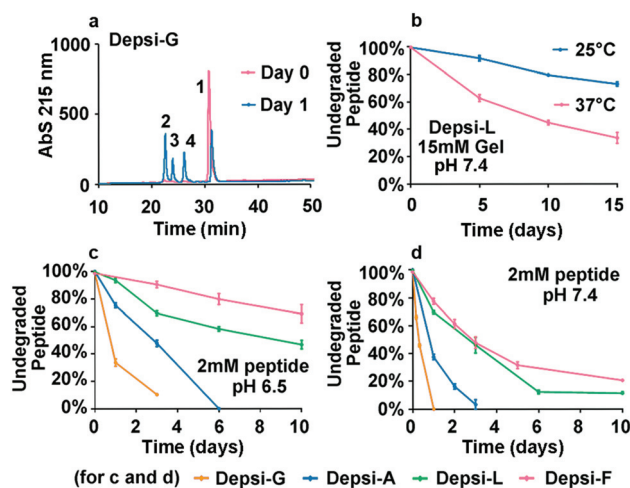 a
Depsi-G
AbS 215 nm
1000
500
0
1
2
3
4
Day 0
Day 1
10
20
30
40
50
Time (min)
b
Undegraded
Peptide
100%
80%
60%
40%
20%
0%
25°C
37°C
Depsi-L
15mM Gel
pH 7.4
0
5
10
15
Time (days)
c
Undegraded
Peptide
100%
80%
60%
40%
20%
0%
2mM peptide
pH 6.5
0
2
4
6
8
10
Time (days)
d
Undegraded
Peptide
100%
80%
60%
40%
20%
0%
2mM peptide
pH 7.4
0
2
4
6
8
10
Time (days)
(for c and d) Depsi-G Depsi-A Depsi-L Depsi-F